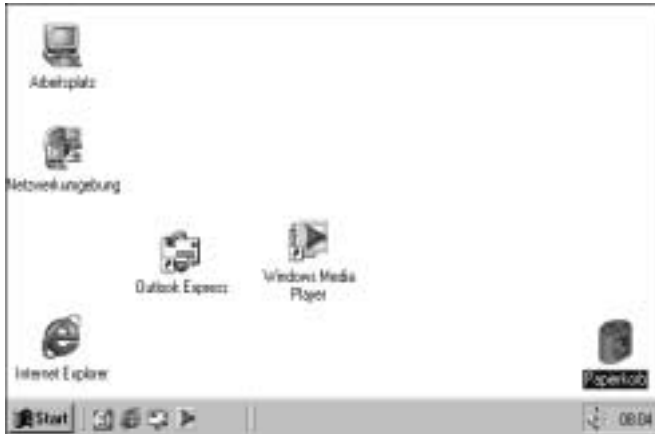 Arbeitsplatz
Netzwerkumgebung
Outlook Express
Windows Media
Player
Internet Explorer
Papierkorb
Start
08:04